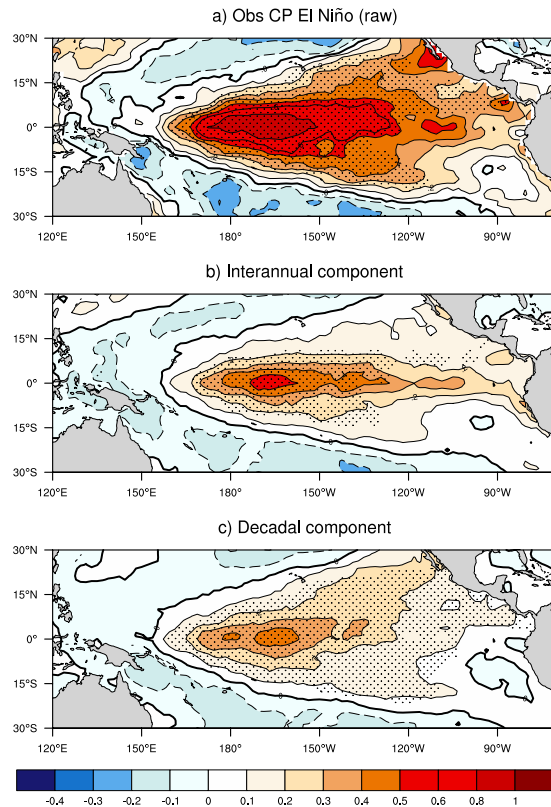 a) Obs CP El Niño (raw)
30°N
15°N
0°
15°S
30°S
120°E 150°E 180° 150°W 120°W 90°W
b) Interannual component
30°N
15°N
0°
15°S
30°S
120°E 150°E 180° 150°W 120°W 90°W
c) Decadal component
30°N
15°N
0°
15°S
30°S
120°E 150°E 180° 150°W 120°W 90°W
-0.4 -0.3 -0.2 -0.1 0 0.1 0.2 0.3 0.4 0.5 0.6 0.8 1